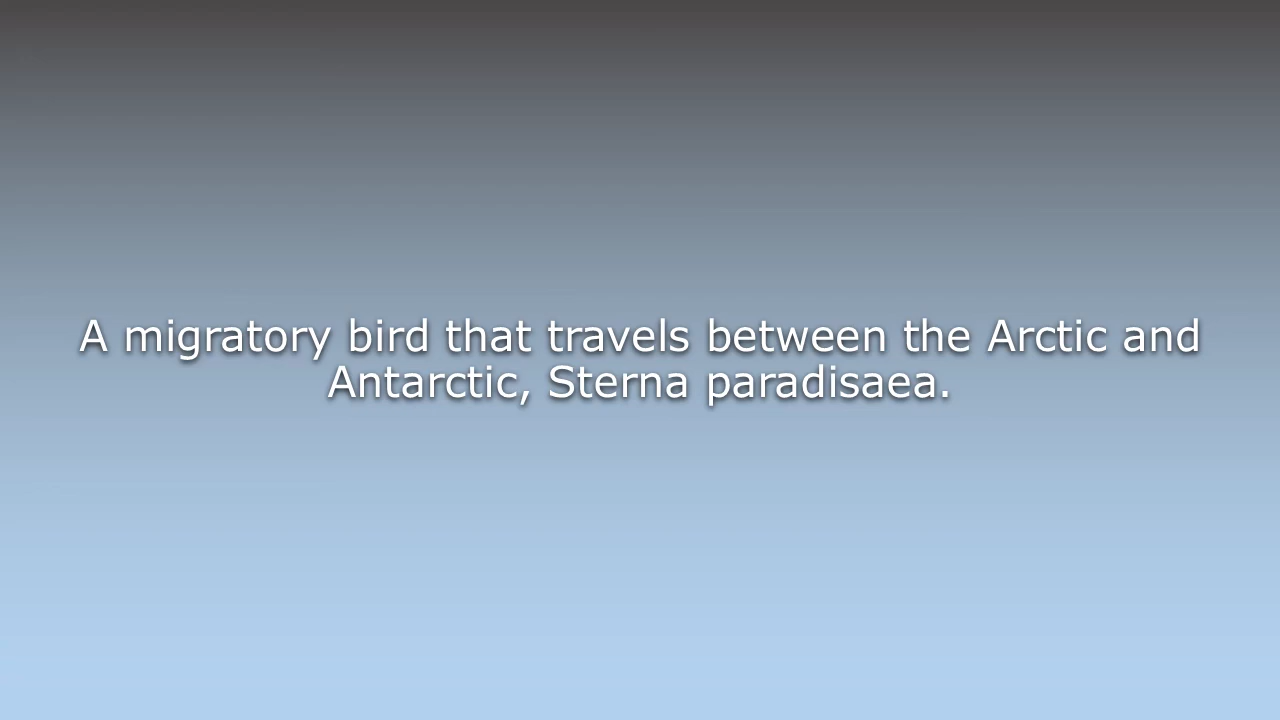 A migratory bird that travels between the Arctic and
Antarctic, Sterna paradisaea.